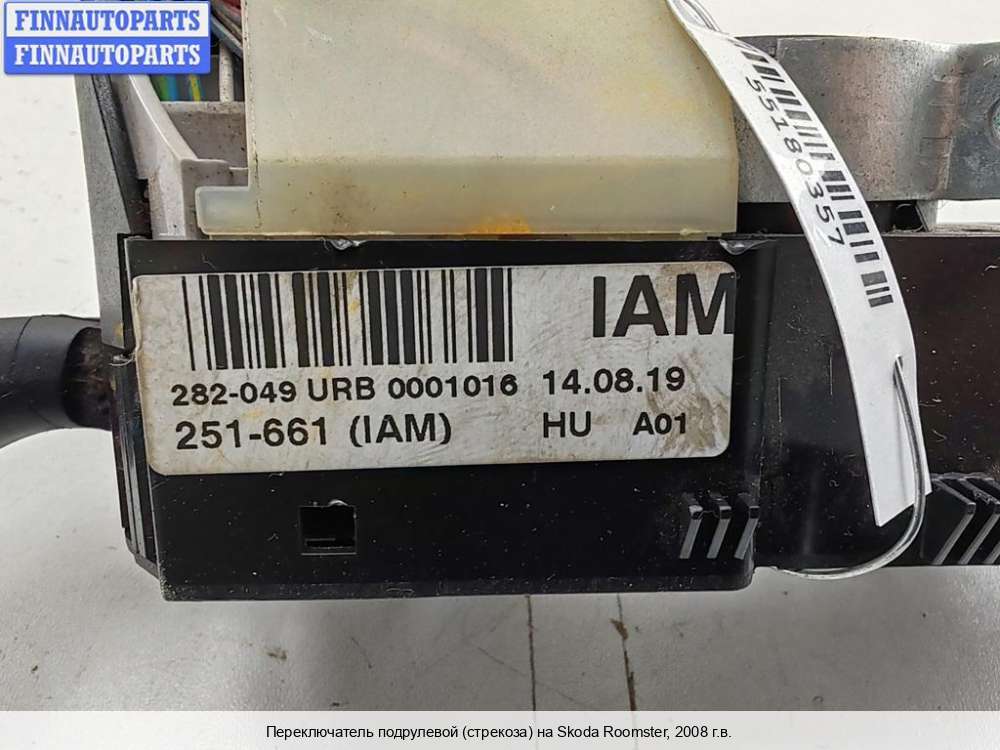 FINNAUTOPARTS
FINNAUTOPARTS
55180357
IAM
282-049 URB 0001016 14.08.19
251-661 (IAM) HU A01
Переключатель подрулевой (стрекоза) на Skoda Roomster, 2008 г.в.